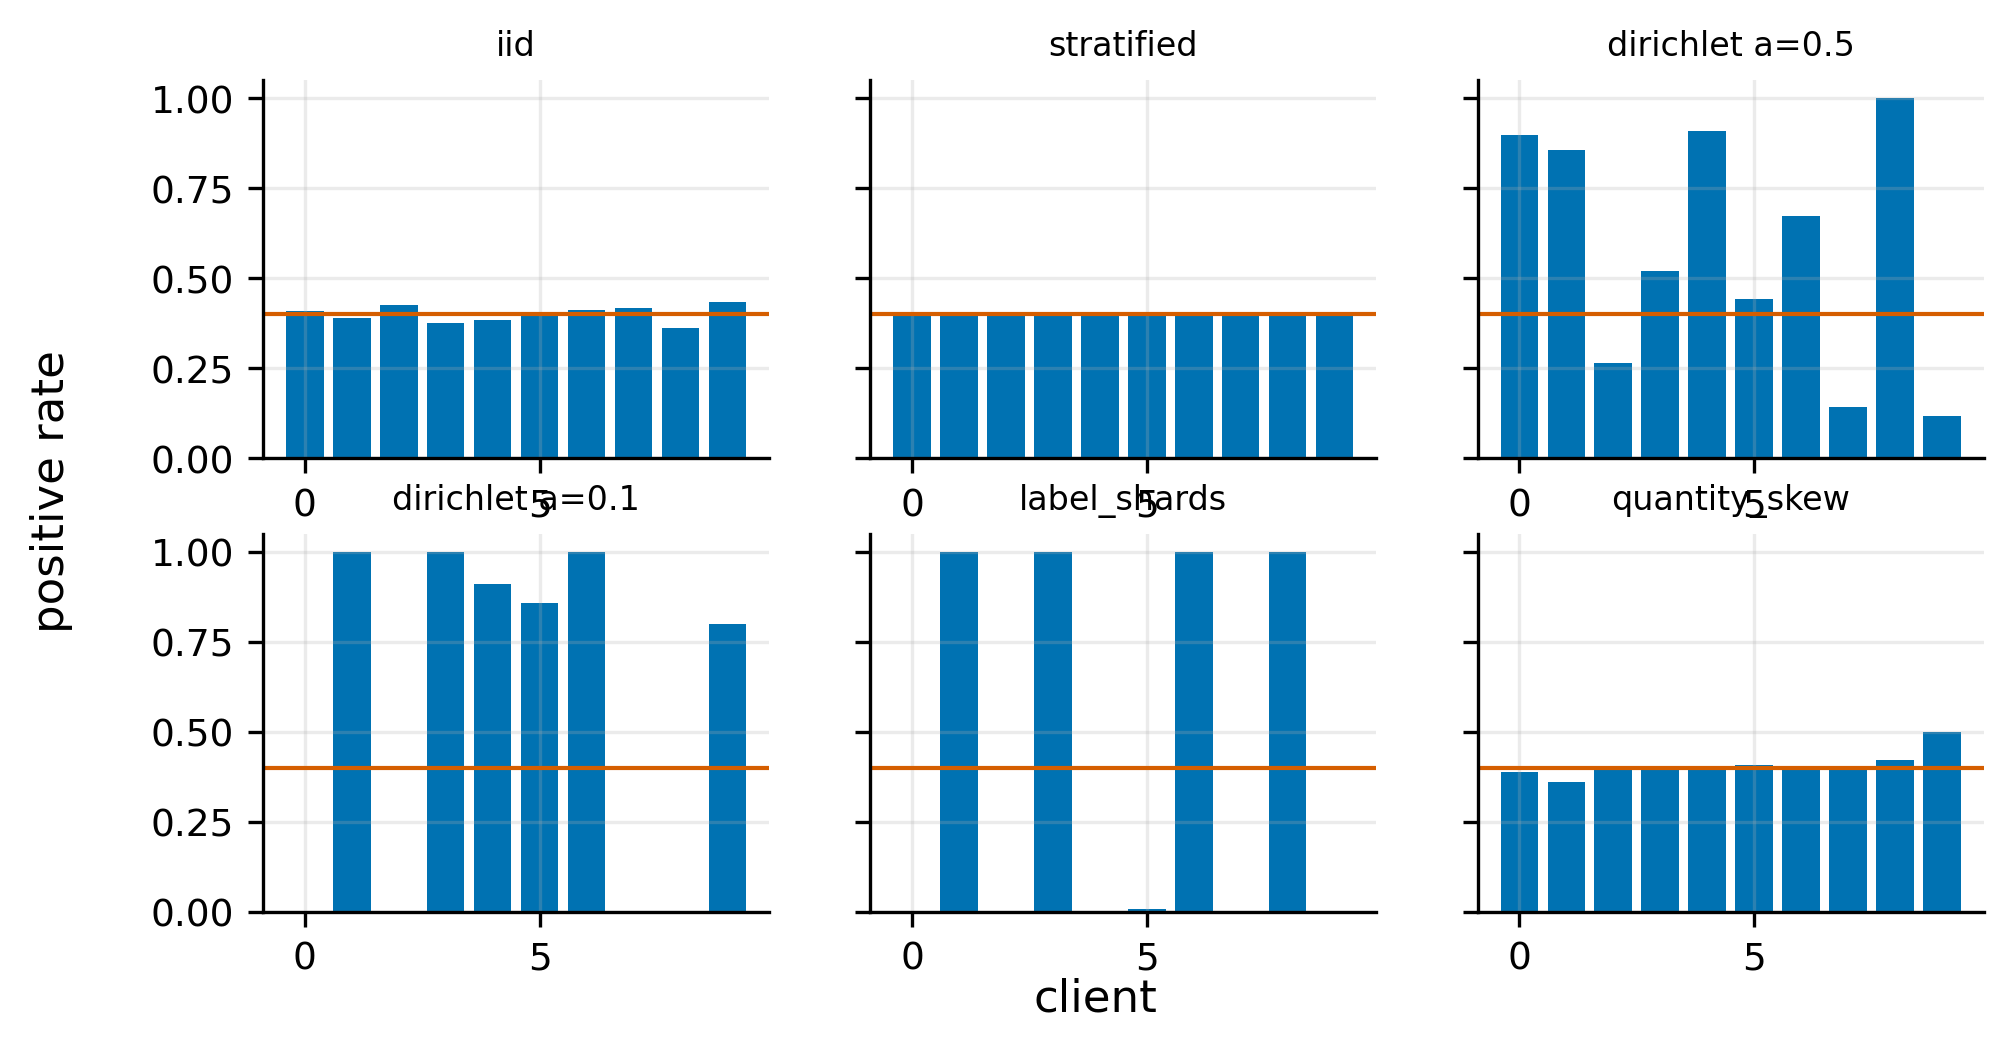 iid
stratified
dirichlet a=0.5
positive rate
1.00
0.75
0.50
0.25
0.00
0 5
0 5
0 5
dirichlet a=0.1
label_shards
quantity_skew
1.00
0.75
0.50
0.25
0.00
0 5
0 5
0 5
client